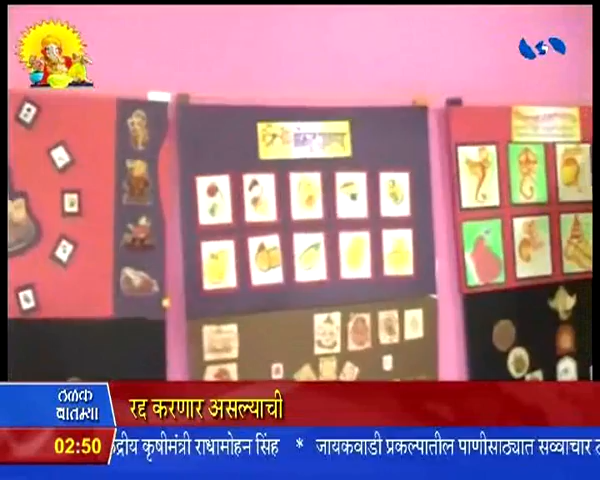 ठळक
बातम्या
रद्द करणार असल्याची
02:50
द्रीय कृषीमंत्री राधामोहन सिंह * जायकवाडी प्रकल्पातील पाणीसाठ्यात सव्वाचार